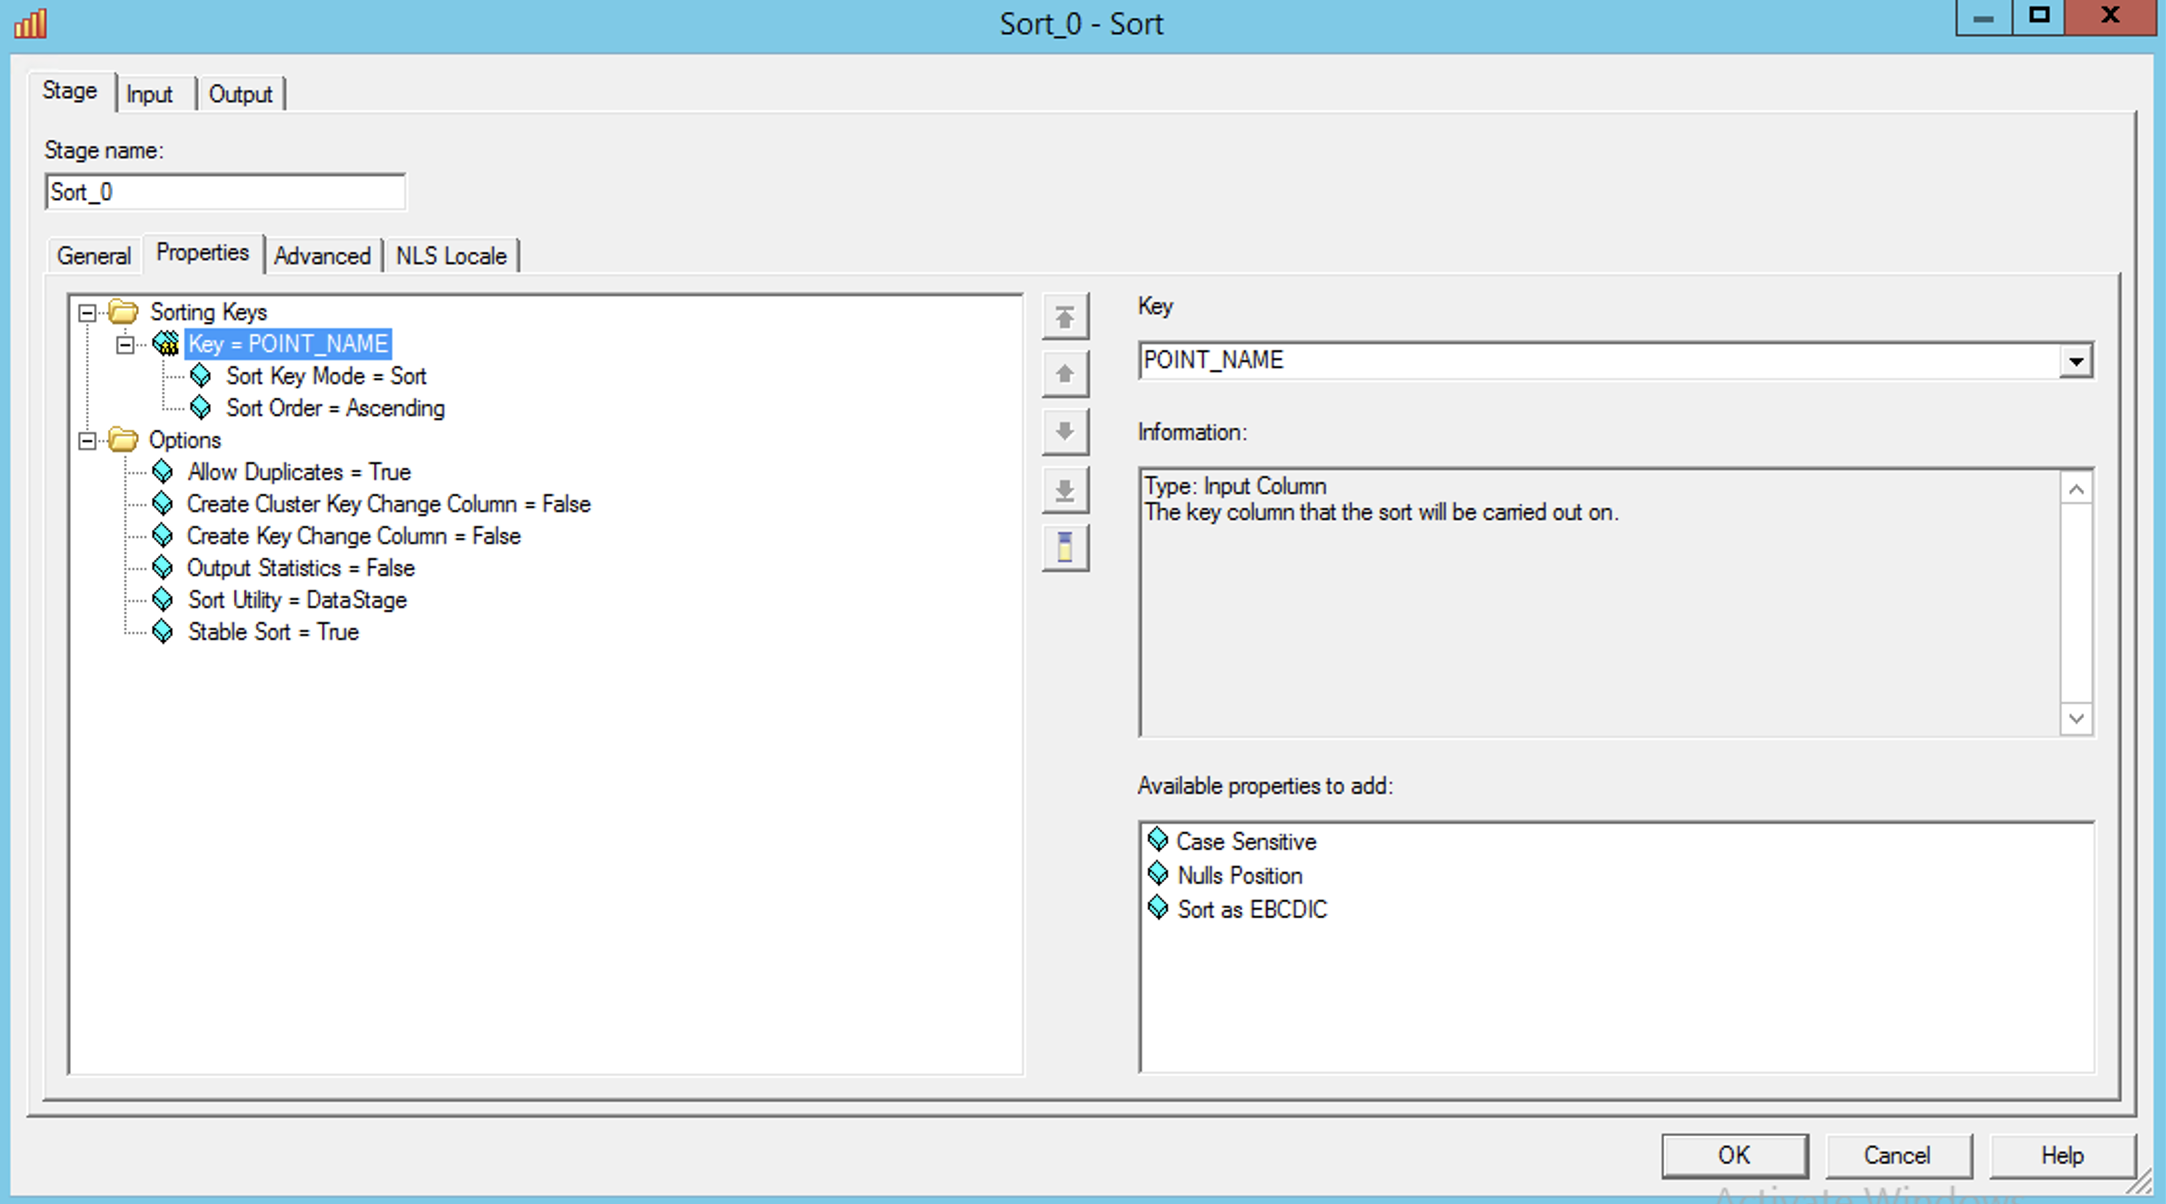 Sort_0 - Sort
Stage
Input
Output
Stage name:
Sort_0
General
Properties
Advanced
NLS Locale
Sorting Keys
Key = POINT_NAME
Sort Key Mode = Sort
Sort Order = Ascending
Options
Allow Duplicates = True
Create Cluster Key Change Column = False
Create Key Change Column = False
Output Statistics = False
Sort Utility = DataStage
Stable Sort = True
Key
POINT_NAME
Information:
Type: Input Column
The key column that the sort will be carried out on.
Available properties to add:
Case Sensitive
Nulls Position
Sort as EBCDIC
OK
Cancel
Help
Activate Windows